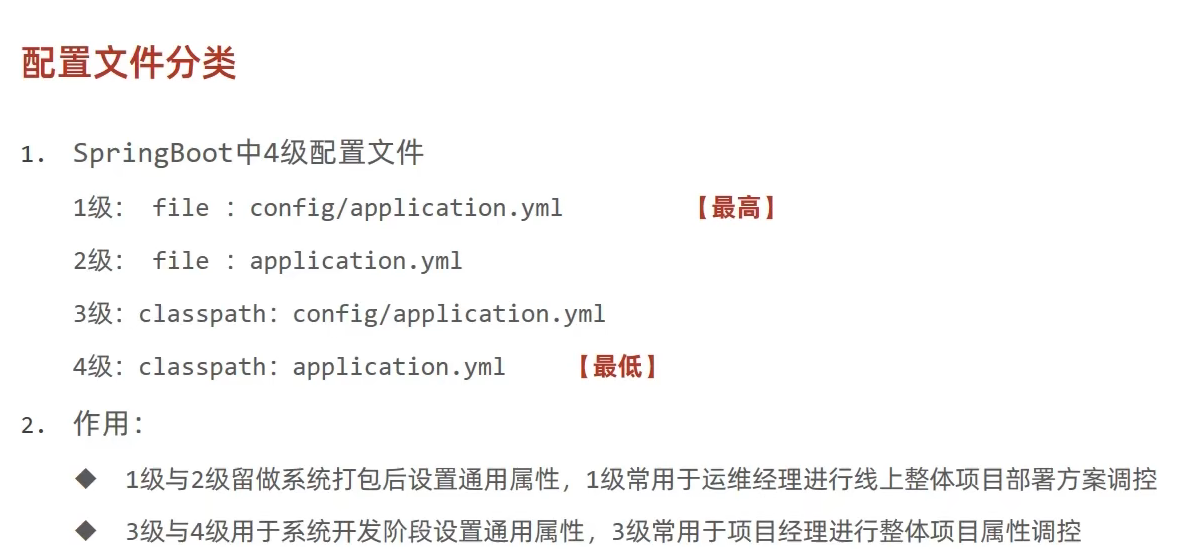 配置文件分类
1. SpringBoot中4级配置文件
1级： file ：config/application.yml 【最高】
2级： file ：application.yml
3级：classpath：config/application.yml
4级：classpath：application.yml 【最低】
2. 作用：
◆ 1级与2级留做系统打包后设置通用属性，1级常用于运维经理进行线上整体项目部署方案调控
◆ 3级与4级用于系统开发阶段设置通用属性，3级常用于项目经理进行整体项目属性调控